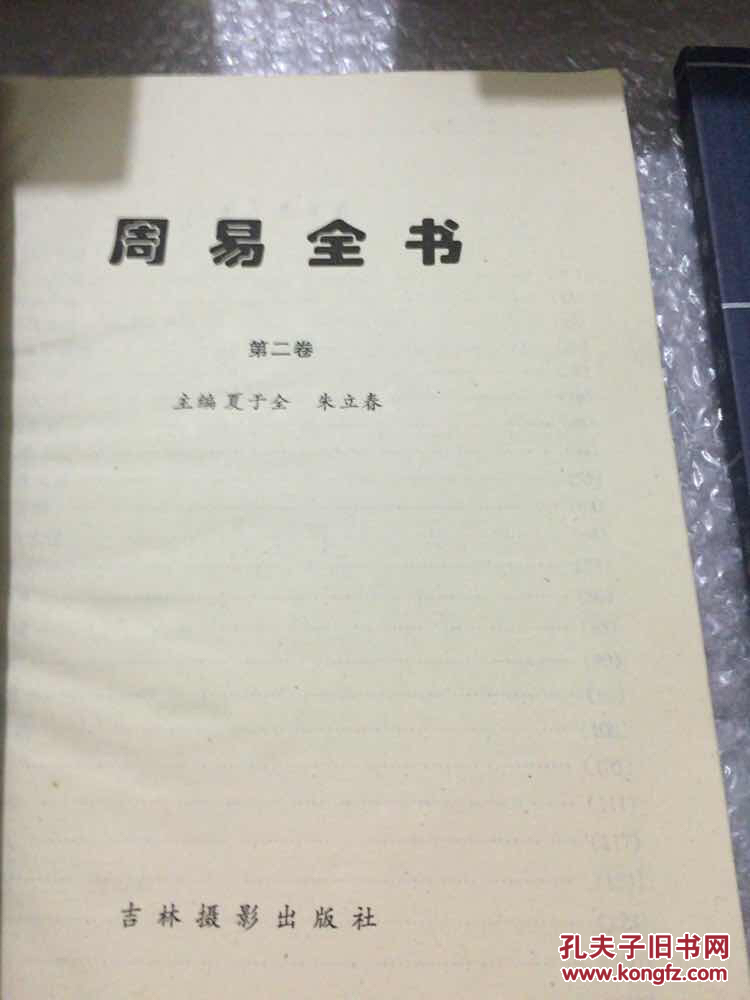 周易全书
第二卷
主编 夏于全 朱立春
吉林摄影出版社
孔夫子旧书网
www.kongfz.com